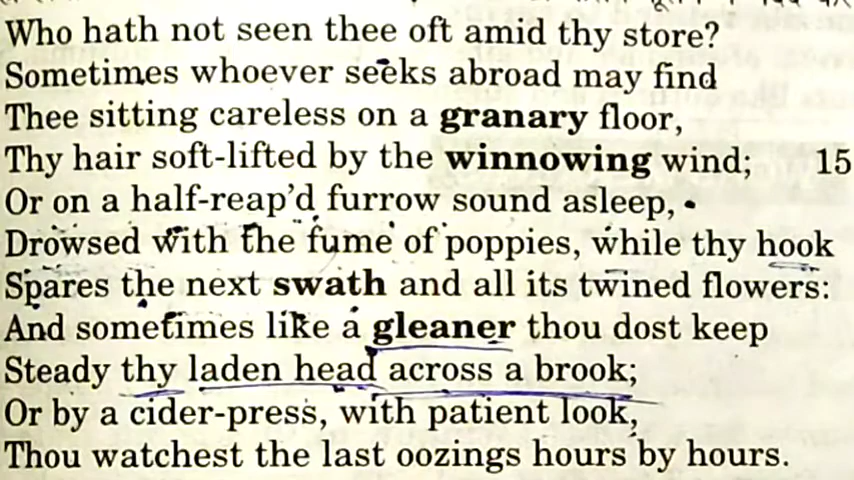 Who hath not seen thee oft amid thy store?
Sometimes whoever seeks abroad may find
Thee sitting careless on a granary floor,
Thy hair soft-lifted by the winnowing wind; 15
Or on a half-reap'd furrow sound asleep,
Drowsed with the fume of poppies, while thy hook
Spares the next swath and all its twined flowers:
And sometimes like a gleaner thou dost keep
Steady thy laden head across a brook;
Or by a cider-press, with patient look,
Thou watchest the last oozings hours by hours.